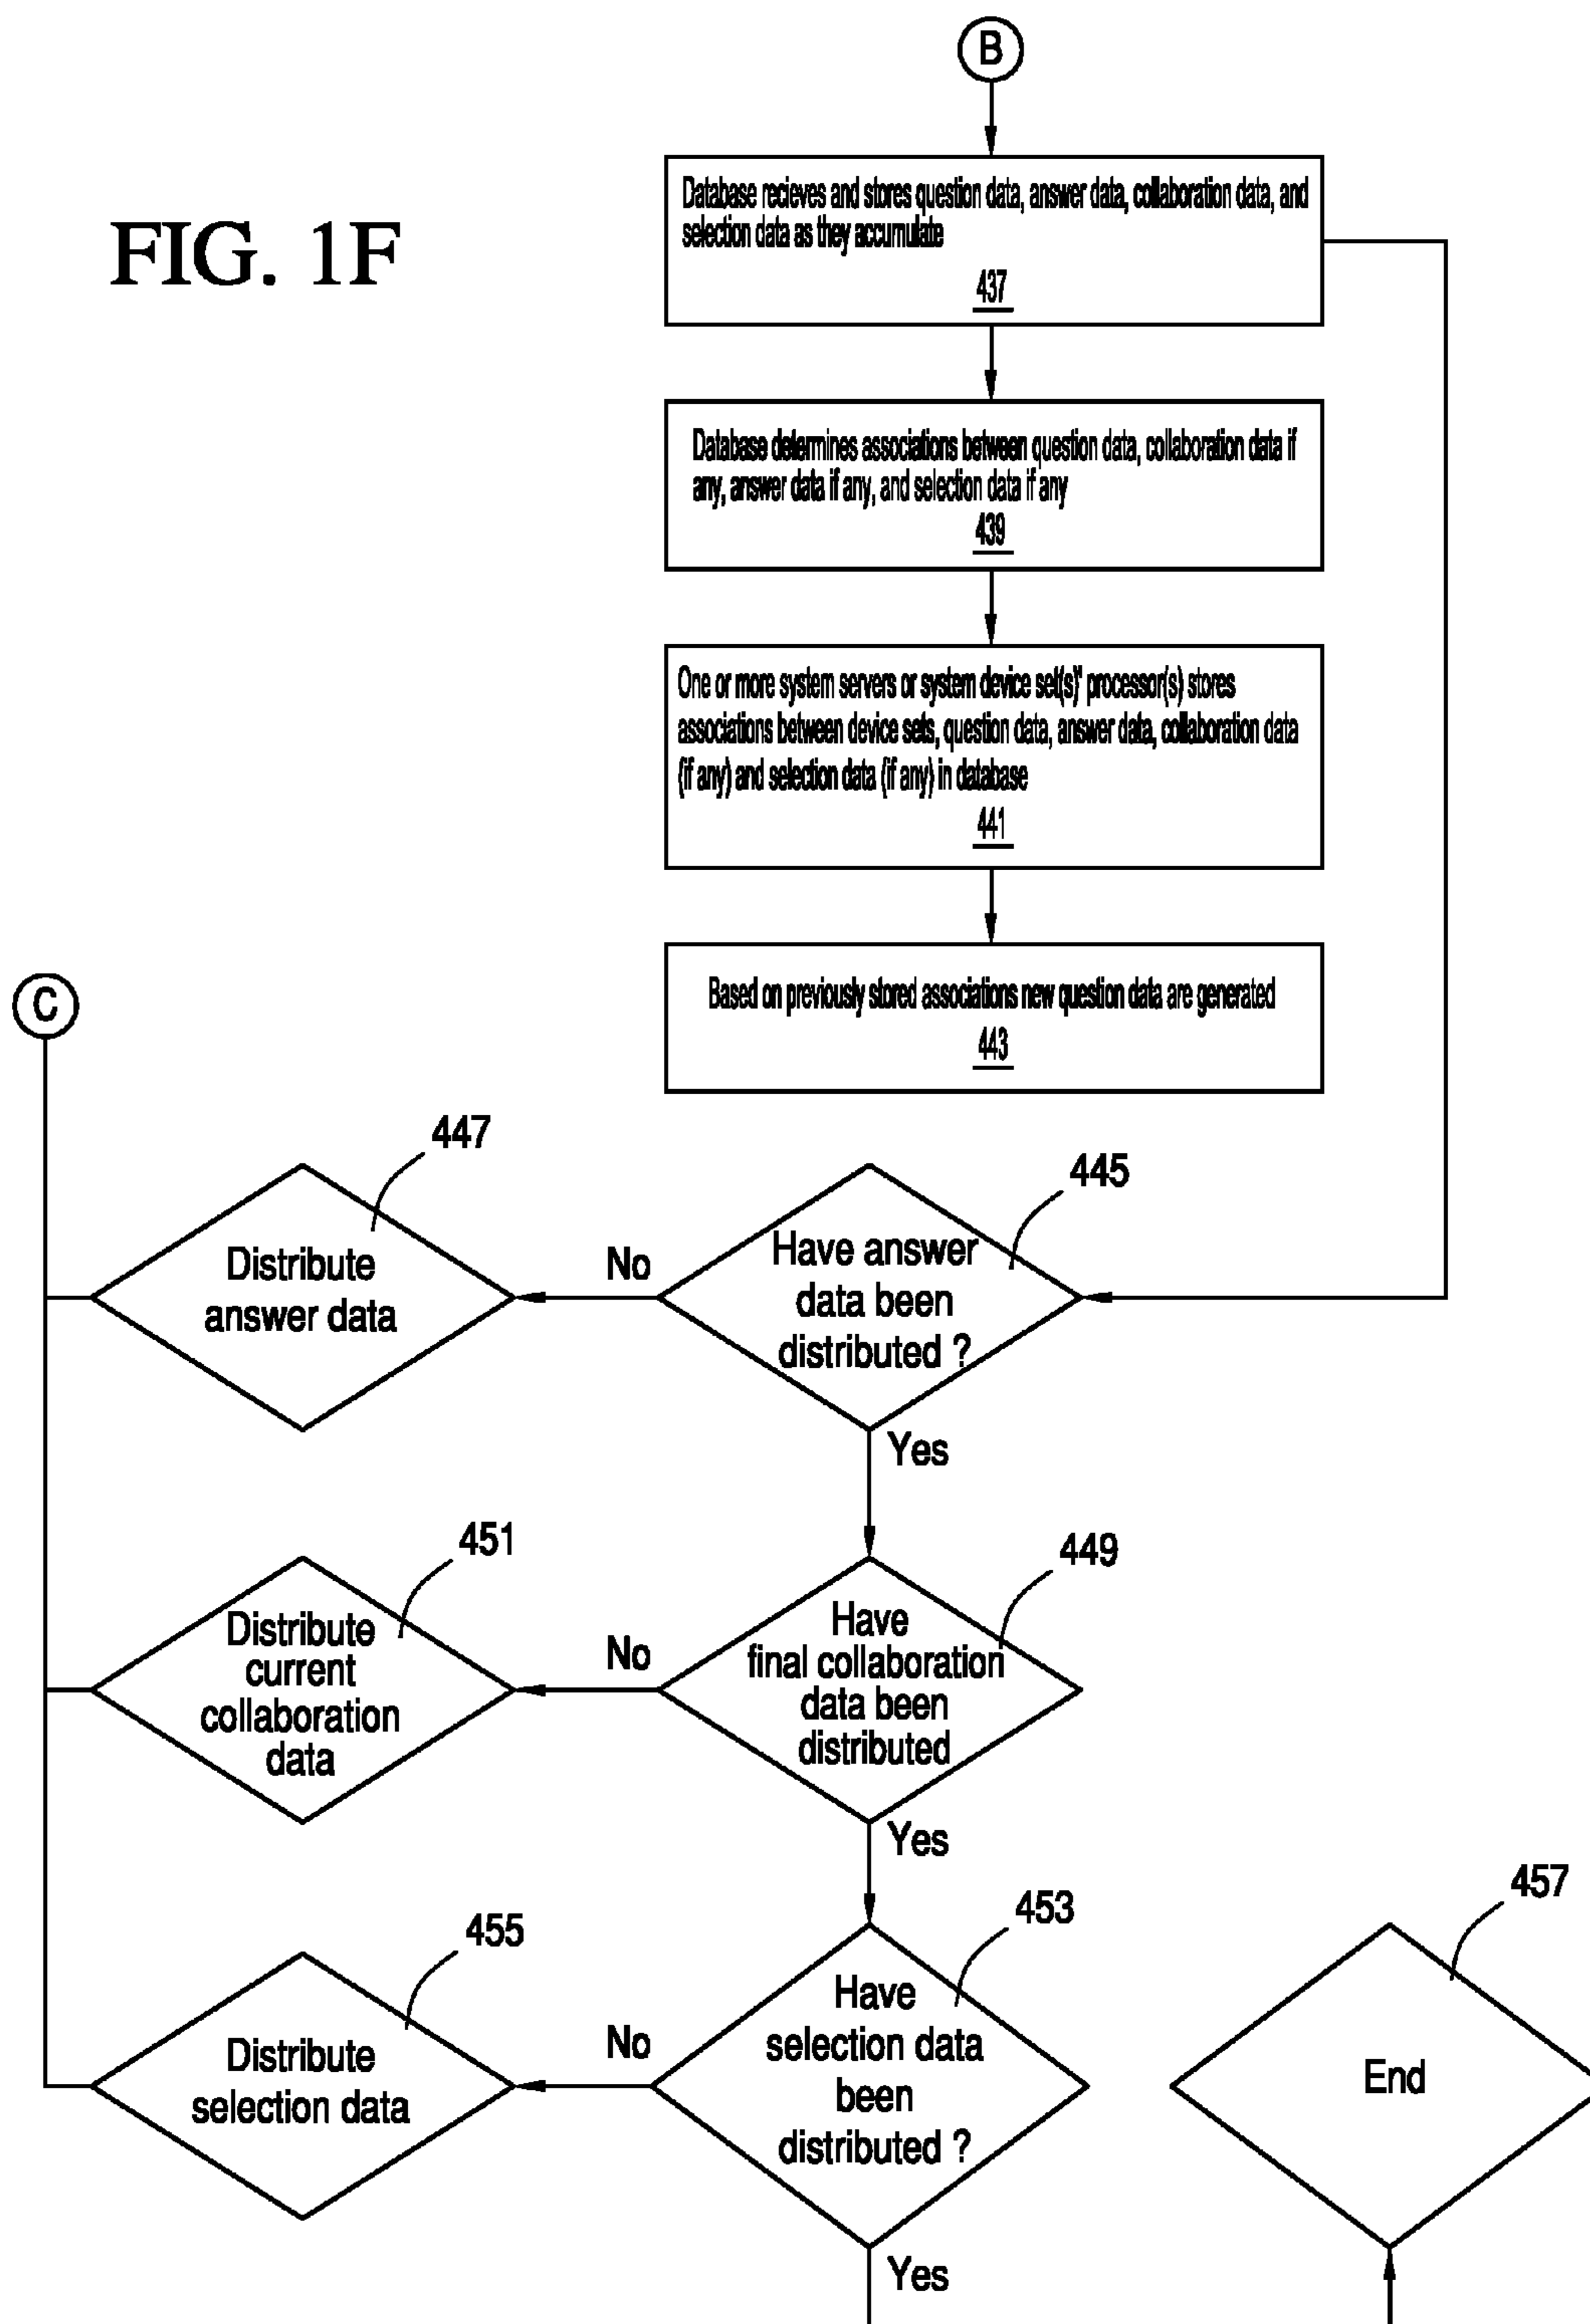 B
FIG. 1F
Database recieves and stores question data, answer data, collaboration data, and
selection data as they accumulate
437
Database determines associations between question data, collaboration data if
any, answer data if any, and selection data if any
439
One or more system servers or system device set(s)' processor(s) stores
associations between device sets, question data, answer data, collaboration data
(if any) and selection data (if any) in database
441
Based on previously stored associations new question data are generated
443
C
447
Distribute
answer data
No
445
Have answer
data been
distributed ?
Yes
451
Distribute
current
collaboration
data
No
449
Have
final collaboration
data been
distributed
Yes
455
Distribute
selection data
No
453
Have
selection data
been
distributed ?
Yes
457
End